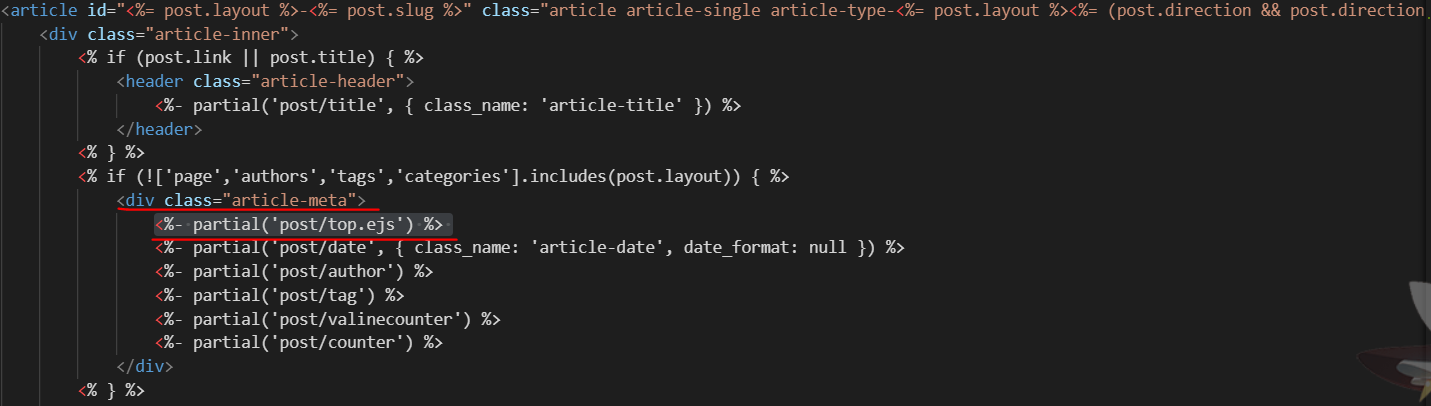 <article id="<%= post.layout %>-<%= post.slug %>" class="article article-single article-type-<%= post.layout %><%= (post.direction && post.direction
<div class="article-inner">
<% if (post.link || post.title) { %>
<header class="article-header">
<%- partial('post/title', { class_name: 'article-title' }) %>
</header>
<% } %>
<% if (!['page','authors','tags','categories'].includes(post.layout)) { %>
<div class="article-meta">
<%- partial('post/top.ejs') %>
<%- partial('post/date', { class_name: 'article-date', date_format: null }) %>
<%- partial('post/author') %>
<%- partial('post/tag') %>
<%- partial('post/valinecounter') %>
<%- partial('post/counter') %>
</div>
<% } %>